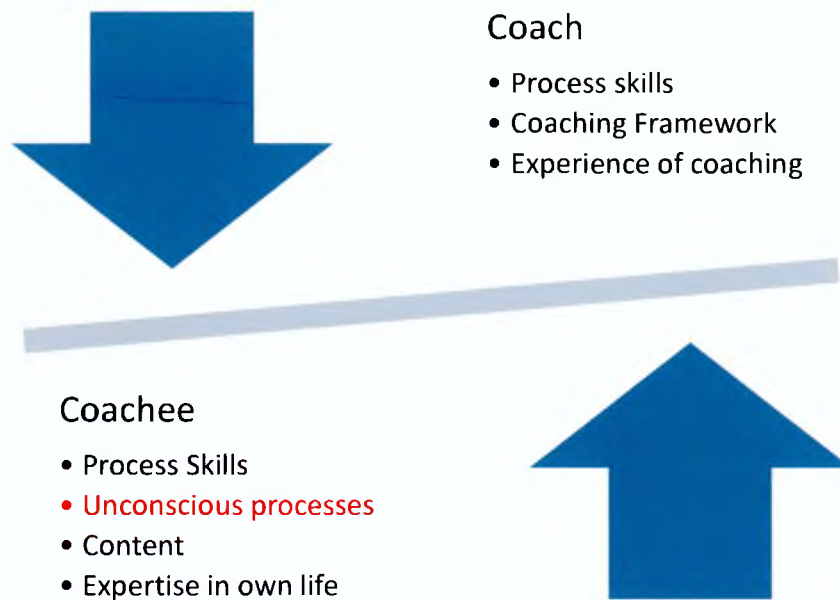 Coach
• Process skills
• Coaching Framework
• Experience of coaching
Coachee
• Process Skills
• Unconscious processes
• Content
• Expertise in own life